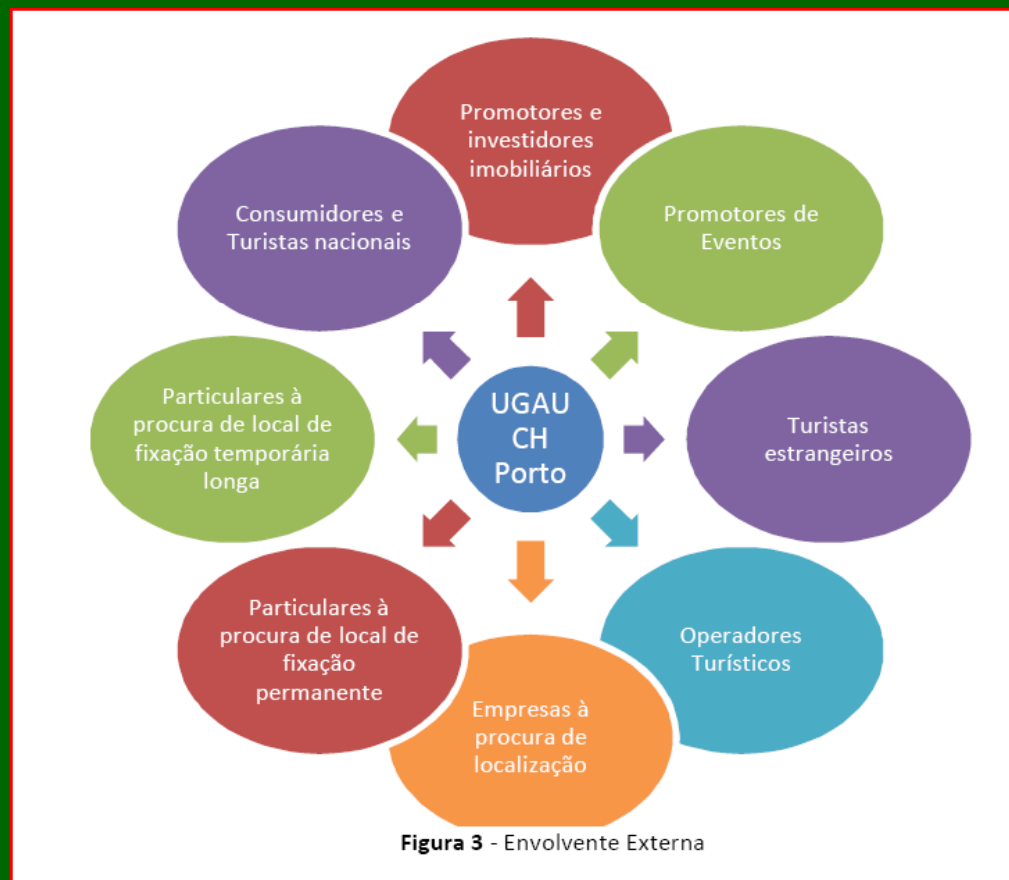 Promotores e
investidores
imobiliários
Promotores de
Eventos
Turistas
estrangeiros
Operadores
Turísticos
Empresas à
procura de
localização
Particulares à
procura de local de
fixação
permanente
Particulares à
procura de local de
fixação temporária
longa
Consumidores e
Turistas nacionais
UGAU
CH
Porto
Figura 3 - Envolvente Externa